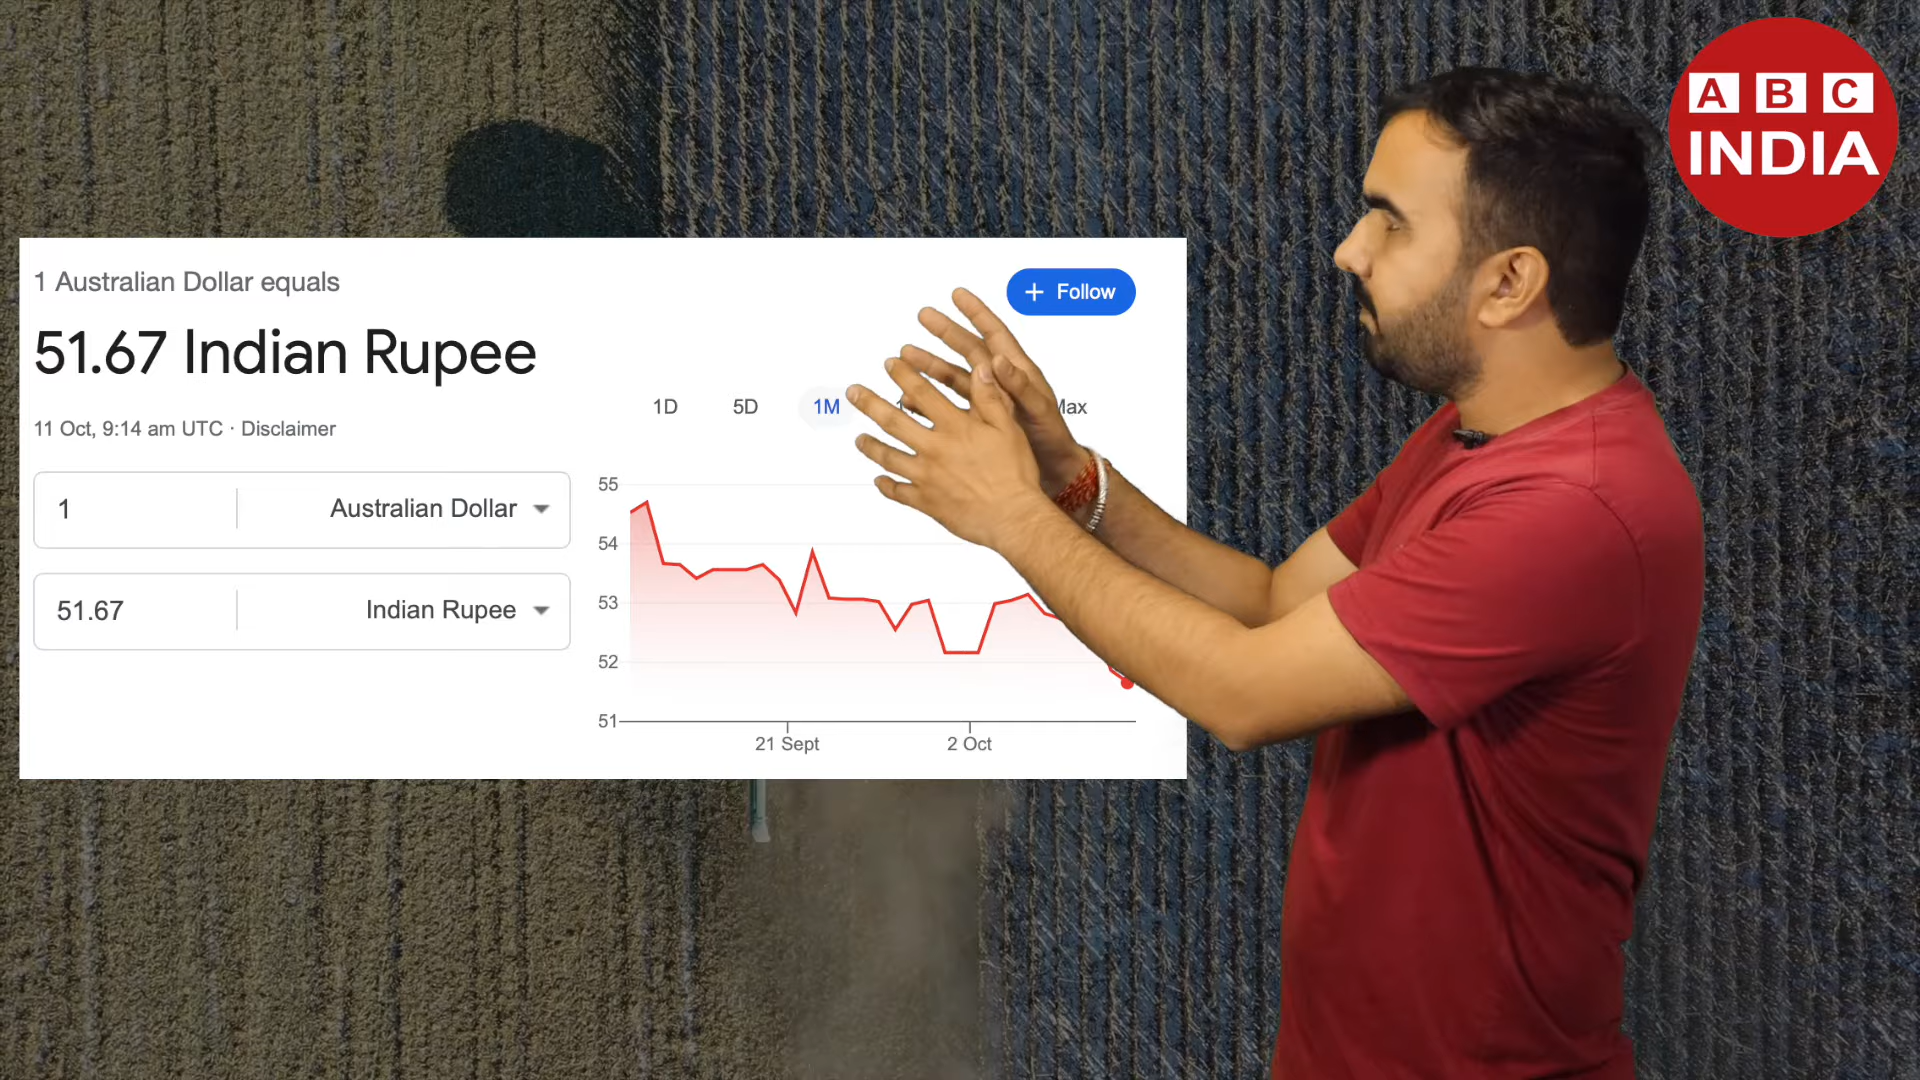 A B C
INDIA
1 Australian Dollar equals
+ Follow
51.67 Indian Rupee
11 Oct, 9:14 am UTC · Disclaimer
1D 5D 1M Max
1 Australian Dollar
51.67 Indian Rupee
55
54
53
52
51
21 Sept 2 Oct